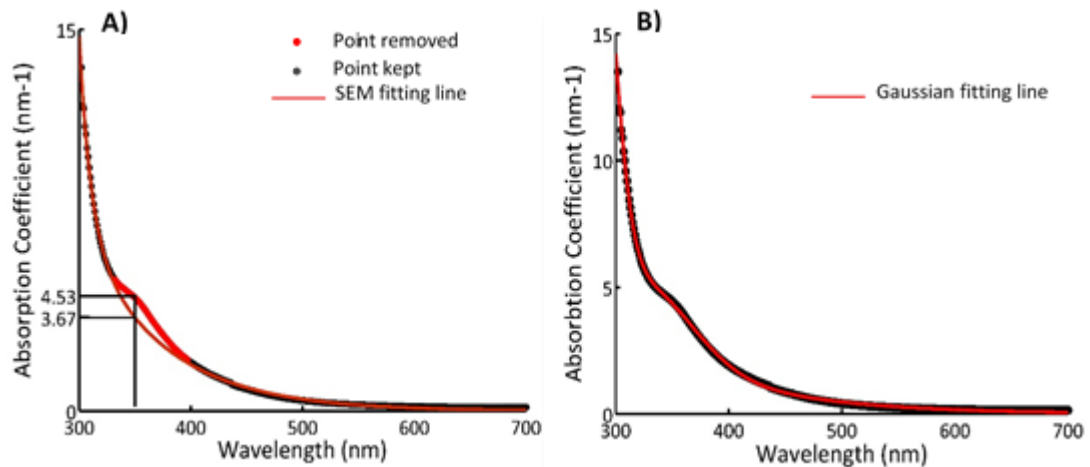 A)
15
Point removed
Point kept
SEM fitting line
Absorption Coefficient (nm-1)
4.53
3.67
0
300
400
500
600
700
Wavelength (nm)
B)
15
Gaussian fitting line
Absorbtion Coefficient (nm-1)
10
5
0
300
400
500
600
700
Wavelength (nm)